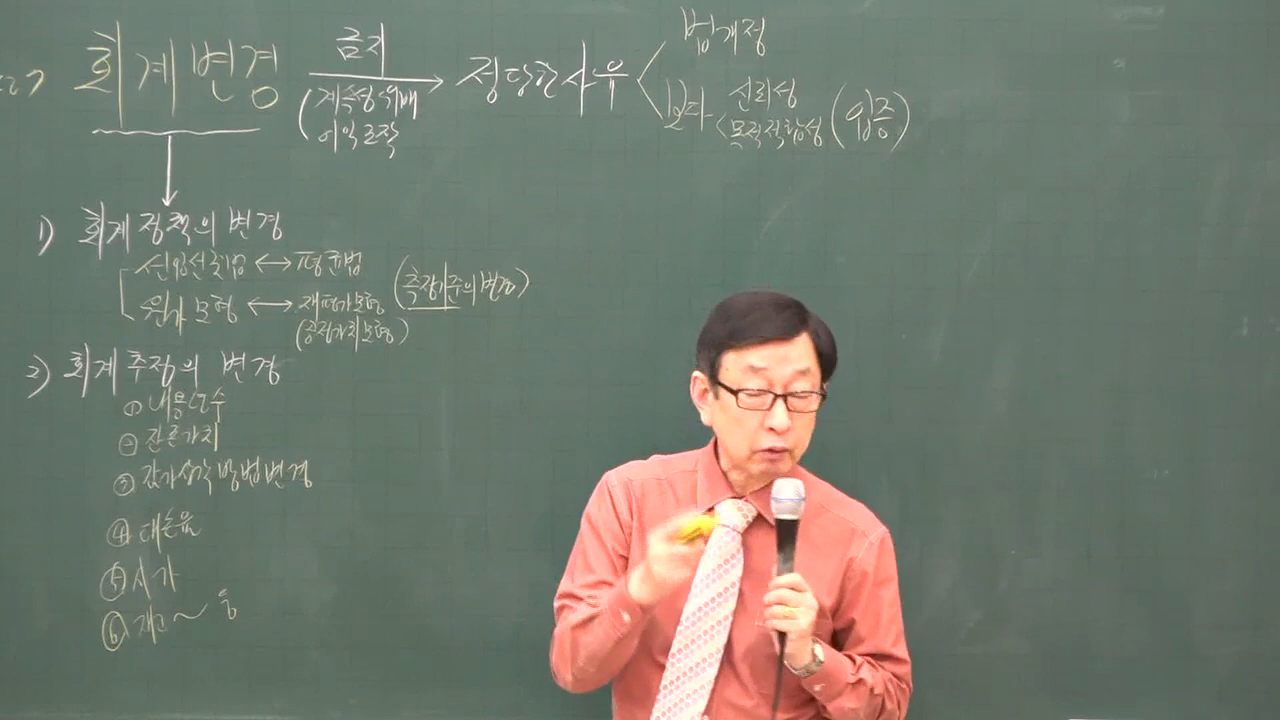 회계변경 금지 정당한 사유 법개정
(계속성 위배 보다 신뢰성
이익조작 목적적합성 (입증)
1) 회계정책의 변경
선입선출법 ↔ 평균법
원가모형 ↔ 재평가모형 (측정기준의 변경)
(공정가치모형)
2) 회계추정의 변경
① 내용연수
② 잔존가치
③ 감가상각방법변경
④ 대손율
⑤ 시가
⑥ 재고~